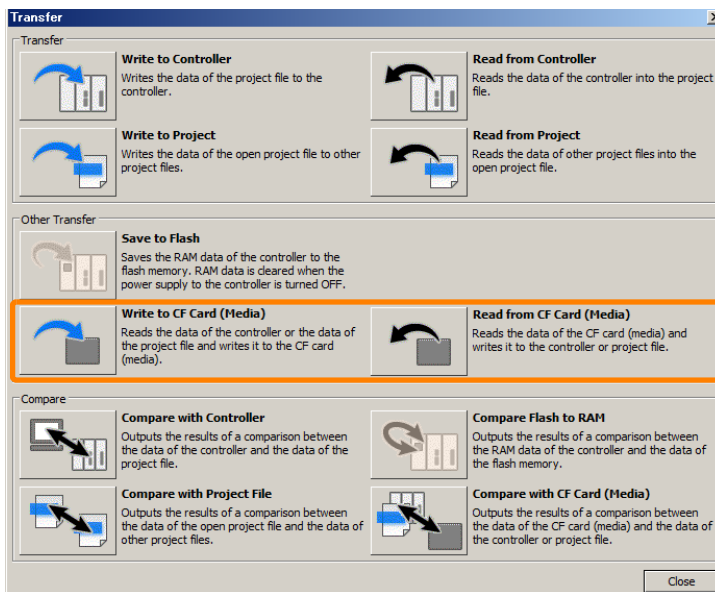 Transfer
Transfer
Write to Controller
Writes the data of the project file to the
controller.
Read from Controller
Reads the data of the controller into the project
file.
Write to Project
Writes the data of the open project file to other
project files.
Read from Project
Reads the data of other project files into the
open project file.
Other Transfer
Save to Flash
Saves the RAM data of the controller to the
flash memory. RAM data is cleared when the
power supply to the controller is turned OFF.
Write to CF Card (Media)
Reads the data of the controller or the data of
the project file and writes it to the CF card
(media).
Read from CF Card (Media)
Reads the data of the CF card (media) and
writes it to the controller or project file.
Compare
Compare with Controller
Outputs the results of a comparison between
the data of the controller and the data of the
project file.
Compare Flash to RAM
Outputs the results of a comparison between
the RAM data of the controller and the data of
the flash memory.
Compare with Project File
Outputs the results of a comparison between
the data of the open project file and the data of
other project files.
Compare with CF Card (Media)
Outputs the results of a comparison between
the data of the CF card (media) and the data of
the controller or project file.
Close